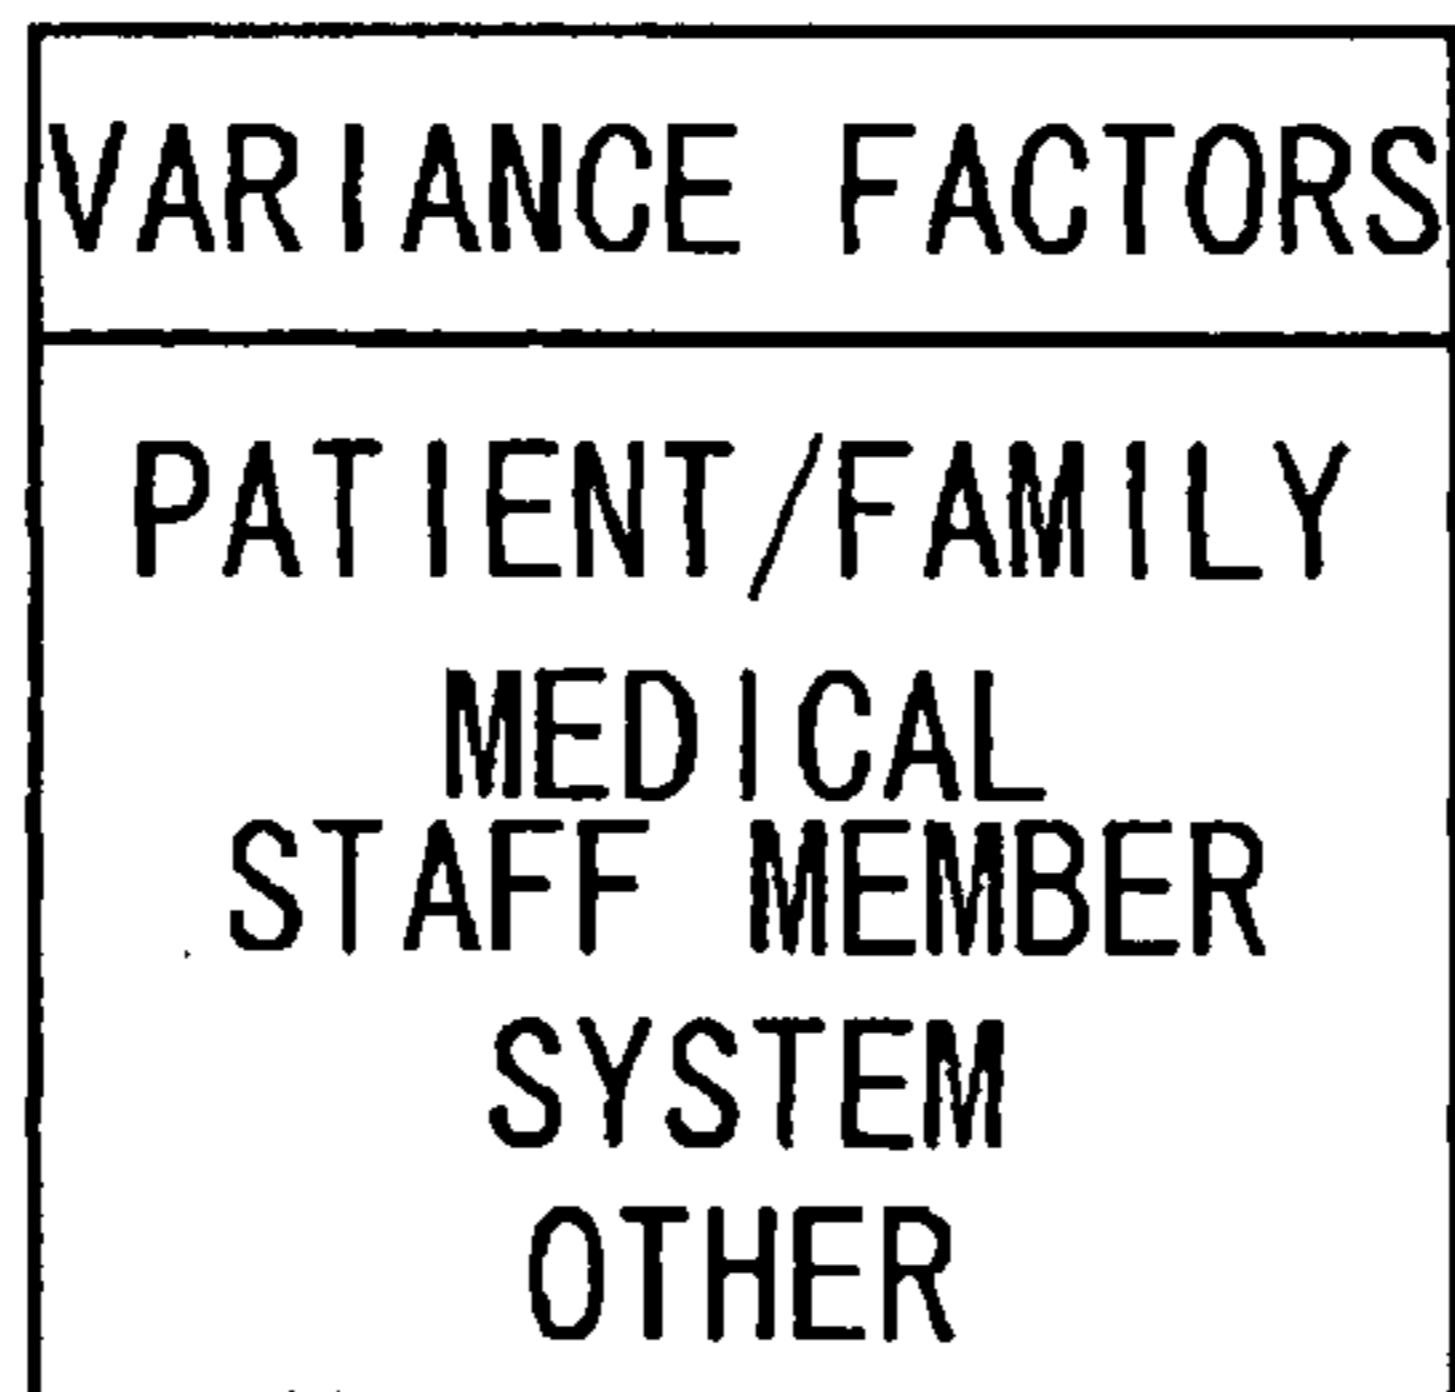 VARIANCE FACTORS
PATIENT/FAMILY
MEDICAL
STAFF MEMBER
SYSTEM
OTHER